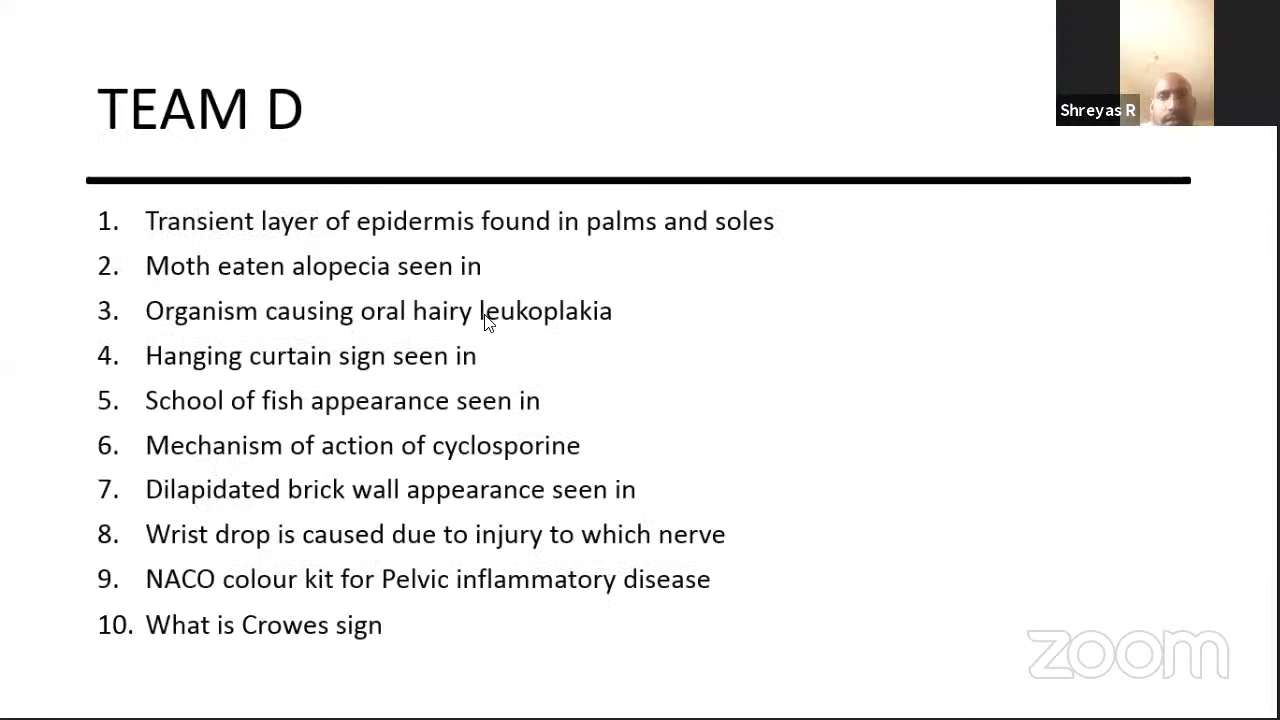 TEAM D
Shreyas R
1. Transient layer of epidermis found in palms and soles
2. Moth eaten alopecia seen in
3. Organism causing oral hairy leukoplakia
4. Hanging curtain sign seen in
5. School of fish appearance seen in
6. Mechanism of action of cyclosporine
7. Dilapidated brick wall appearance seen in
8. Wrist drop is caused due to injury to which nerve
9. NACO colour kit for Pelvic inflammatory disease
10. What is Crowes sign
zoom